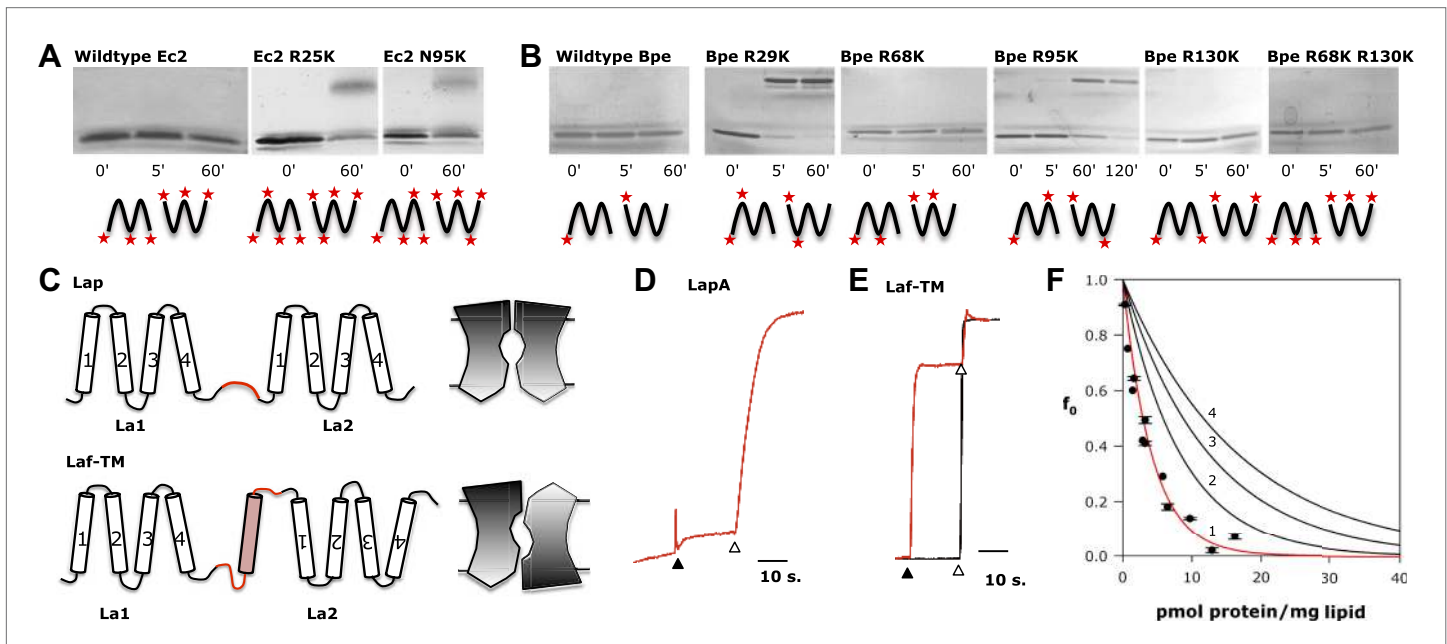 A Wildtype Ec2 Ec2 R25K Ec2 N95K
0' 5' 60' 0' 60' 0' 60'
B Wildtype Bpe Bpe R29K Bpe R68K Bpe R95K Bpe R130K Bpe R68K R130K
0' 5' 60' 0' 5' 60' 0' 5' 60' 0' 5' 60' 120' 0' 5' 60' 0' 5' 60'
C Lap
1 2 3 4 1 2 3 4
La1 La2
Laf-TM
1 2 3 4 1 2 3 4
La1 La2
D LapA
10 s.
E Laf-TM
10 s.
F
1.0
0.8
0.6
0.4
0.2
0.0
f0
4
3
2
1
0 10 20 30 40
pmol protein/mg lipid